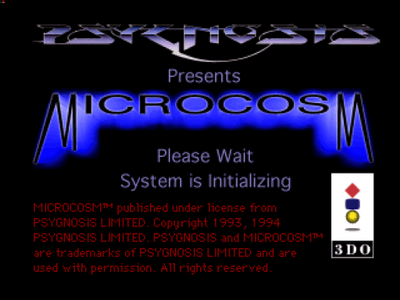 PSYGNOSIS
Presents
MICROCOSM
Please Wait
System is Initializing
MICROCOSM™ published under license from
PSYGNOSIS LIMITED. Copyright 1993, 1994
PSYGNOSIS LIMITED. PSYGNOSIS and MICROCOSM™
are trademarks of PSYGNOSIS LIMITED and are
used with permission. All rights reserved.
3DO